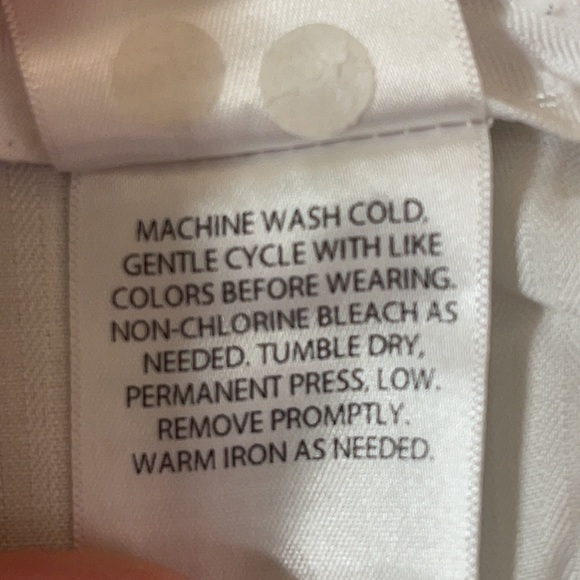 MACHINE WASH COLD.
GENTLE CYCLE WITH LIKE
COLORS BEFORE WEARING.
NON-CHLORINE BLEACH AS
NEEDED. TUMBLE DRY,
PERMANENT PRESS, LOW.
REMOVE PROMPTLY.
WARM IRON AS NEEDED.